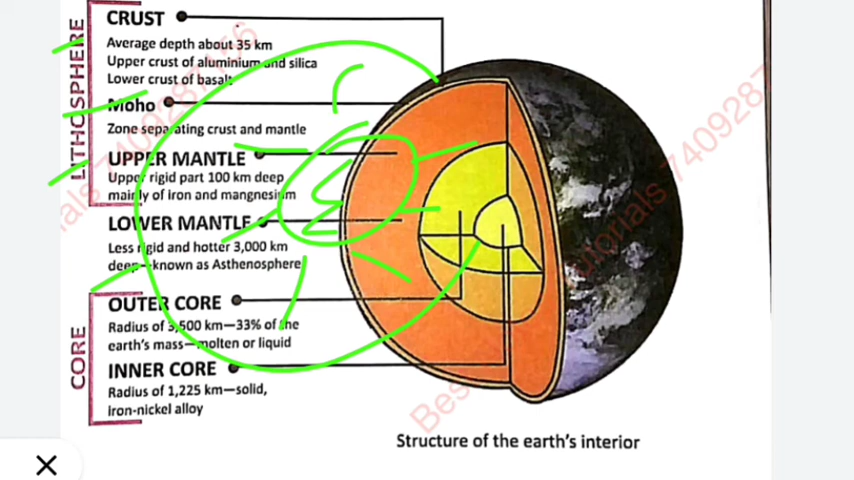 LITHOSPHERE
CRUST
Average depth about 35 km
Upper crust of aluminium and silica
Lower crust of basalt
Moho
Zone separating crust and mantle
UPPER MANTLE
Upper rigid part 100 km deep
mainly of iron and mangnesium
LOWER MANTLE
Less rigid and hotter 3,000 km
deep—known as Asthenosphere
CORE
OUTER CORE
Radius of 3,500 km—33% of the
earth's mass—molten or liquid
INNER CORE
Radius of 1,225 km—solid,
iron-nickel alloy
Structure of the earth's interior